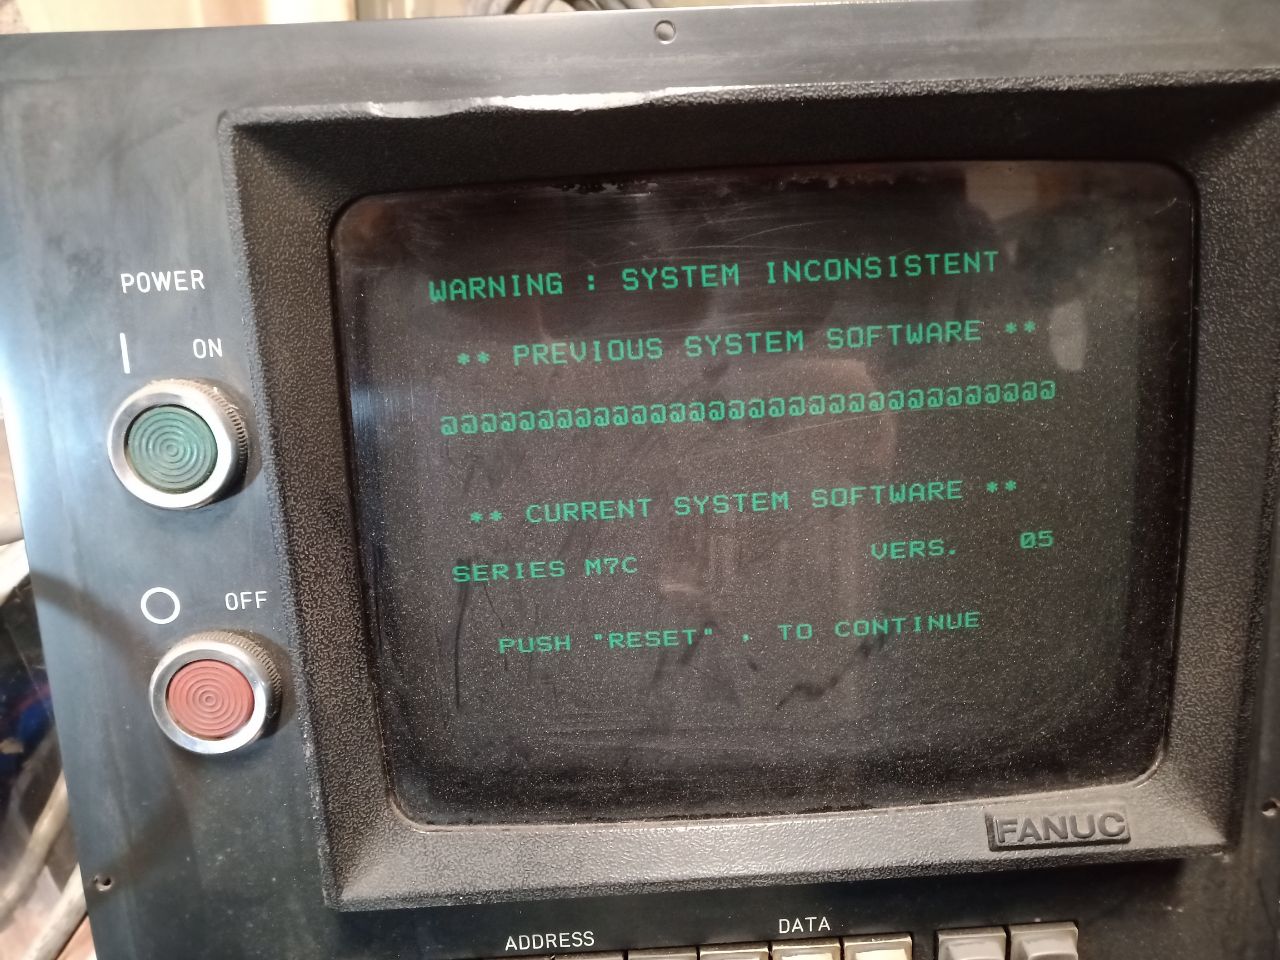 WARNING : SYSTEM INCONSISTENT
** PREVIOUS SYSTEM SOFTWARE **
@@@@@@@@@@@@@@@@@@@@@@@@@@@@@@@@
** CURRENT SYSTEM SOFTWARE **
SERIES M7C VERS. 05
PUSH "RESET" , TO CONTINUE
POWER
| ON
O OFF
FANUC
ADDRESS
DATA